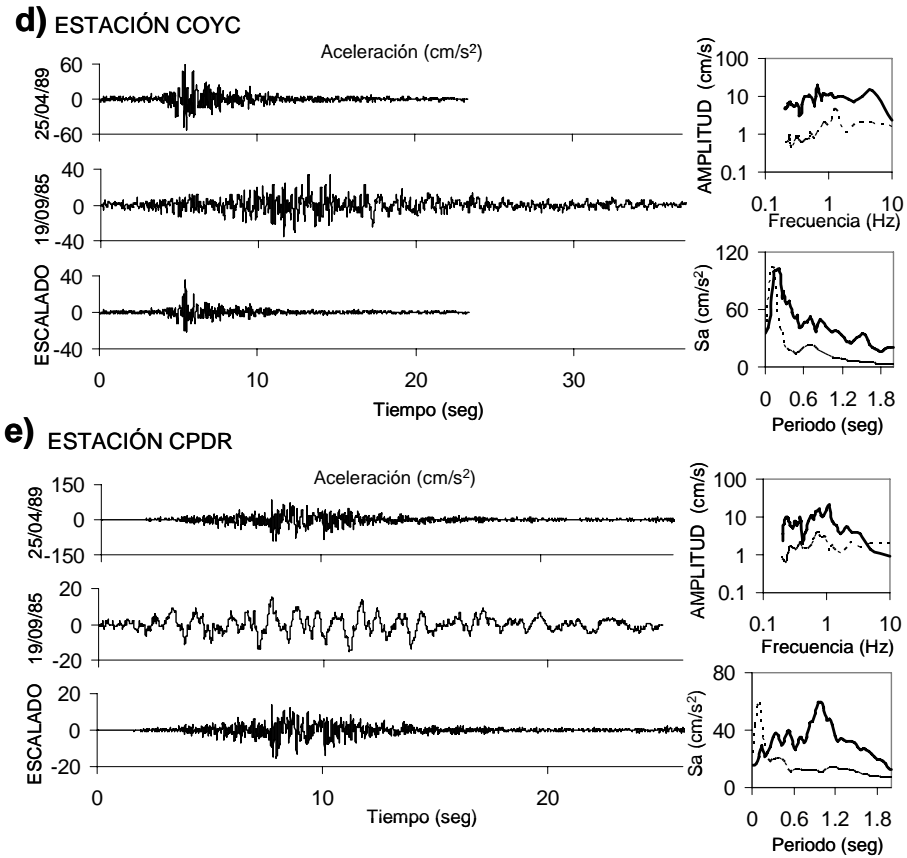 d) ESTACIÓN COYC
Aceleración (cm/s²)
25/04/89
60
0
-60
19/09/85
40
0
-40
ESCALADO
40
0
-40
0 10 20 30
Tiempo (seg)
AMPLITUD (cm/s)
100
10
1
0.1
0.1 1 10
Frecuencia (Hz)
Sa (cm/s²)
120
60
0
0 0.6 1.2 1.8
Periodo (seg)
e) ESTACIÓN CPDR
Aceleración (cm/s²)
25/04/89
150
0
-150
19/09/85
20
0
-20
ESCALADO
20
0
-20
0 10 20
Tiempo (seg)
AMPLITUD (cm/s)
100
10
1
0.1
0.1 1 10
Frecuencia (Hz)
Sa (cm/s²)
80
40
0
0 0.6 1.2 1.8
Periodo (seg)